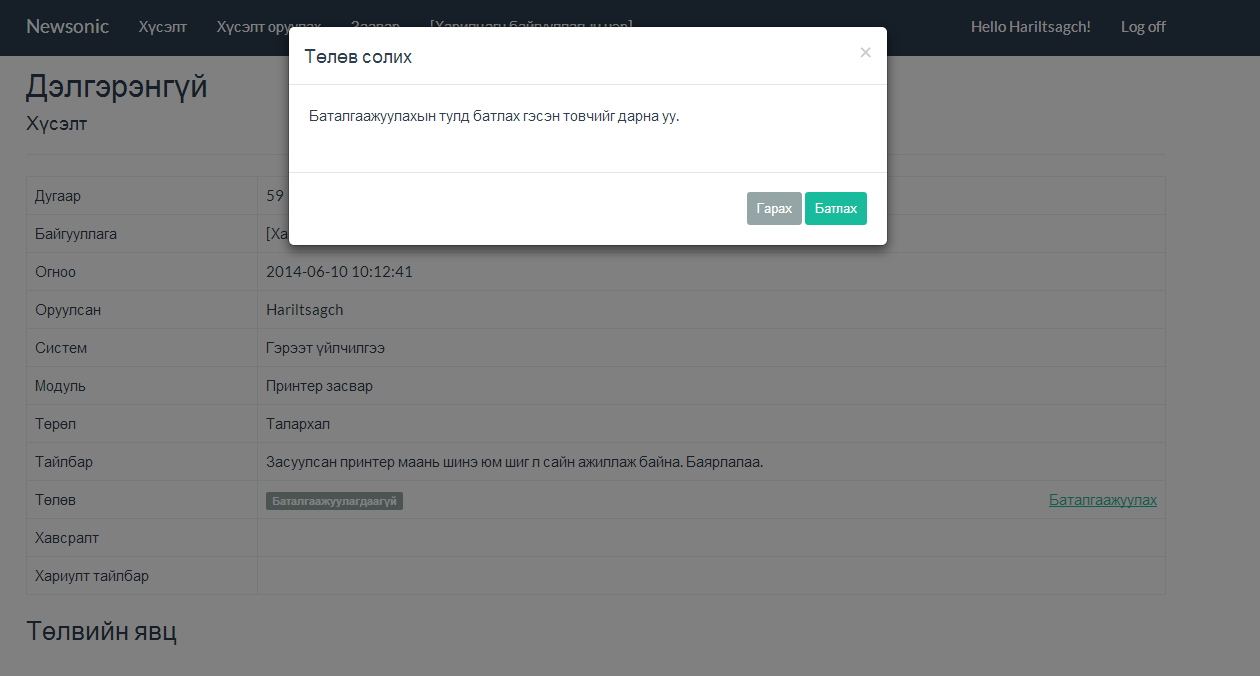 Newsonic Хүсэлт Хүсэлт оруулах Заавар [Харилцагч байгууллагын нэр] Hello Hariltsagch! Log off
Төлөв солих ×
Баталгаажуулахын тулд батлах гэсэн товчийг дарна уу.
Гарах Батлах
Дэлгэрэнгүй
Хүсэлт
Дугаар 59
Байгууллага [Ха
Огноо 2014-06-10 10:12:41
Оруулсан Hariltsagch
Систем Гэрээт үйлчилгээ
Модуль Принтер засвар
Төрөл Талархал
Тайлбар Засуулсан принтер маань шинэ юм шиг л сайн ажиллаж байна. Баярлалаа.
Төлөв Баталгаажуулагдаагүй Баталгаажуулах
Хавсралт
Хариулт тайлбар
Төлвийн явц